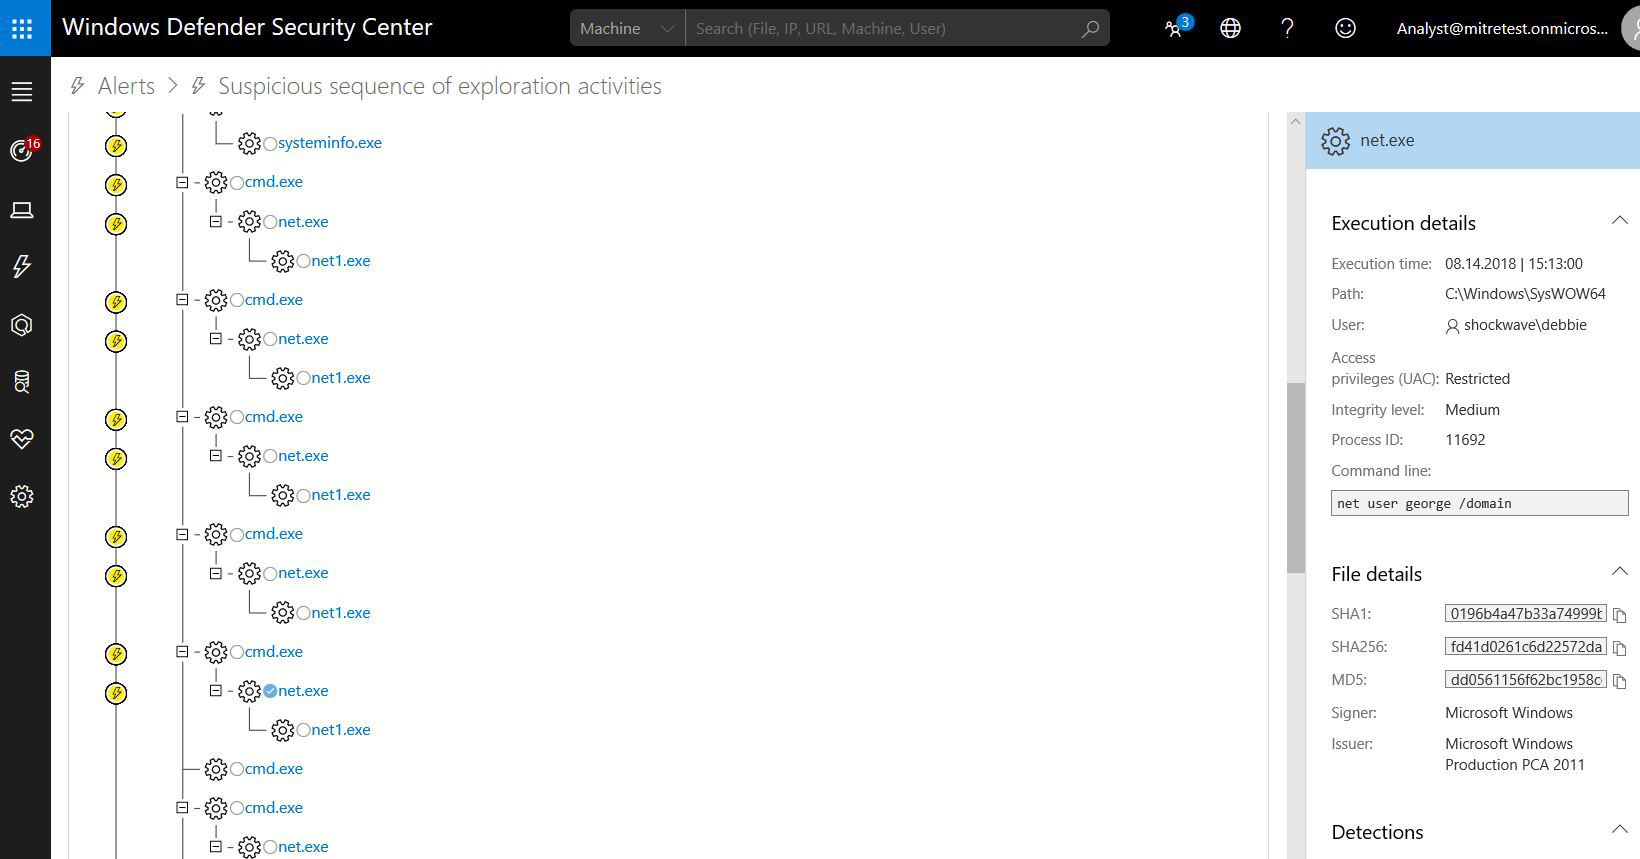 Windows Defender Security Center
Machine
Search (File, IP, URL, Machine, User)
3
Analyst@mitretest.onmicros...
Alerts > Suspicious sequence of exploration activities
16
systeminfo.exe
cmd.exe
net.exe
net1.exe
cmd.exe
net.exe
net1.exe
cmd.exe
net.exe
net1.exe
cmd.exe
net.exe
net1.exe
cmd.exe
net.exe
net1.exe
cmd.exe
cmd.exe
net.exe
net.exe
Execution details
Execution time: 08.14.2018 | 15:13:00
Path: C:\Windows\SysWOW64
User: shockwave\debbie
Access
privileges (UAC): Restricted
Integrity level: Medium
Process ID: 11692
Command line:
net user george /domain
File details
SHA1: 0196b4a47b33a74999b
SHA256: fd41d0261c6d22572da
MD5: dd0561156f62bc1958c
Signer: Microsoft Windows
Issuer: Microsoft Windows
Production PCA 2011
Detections